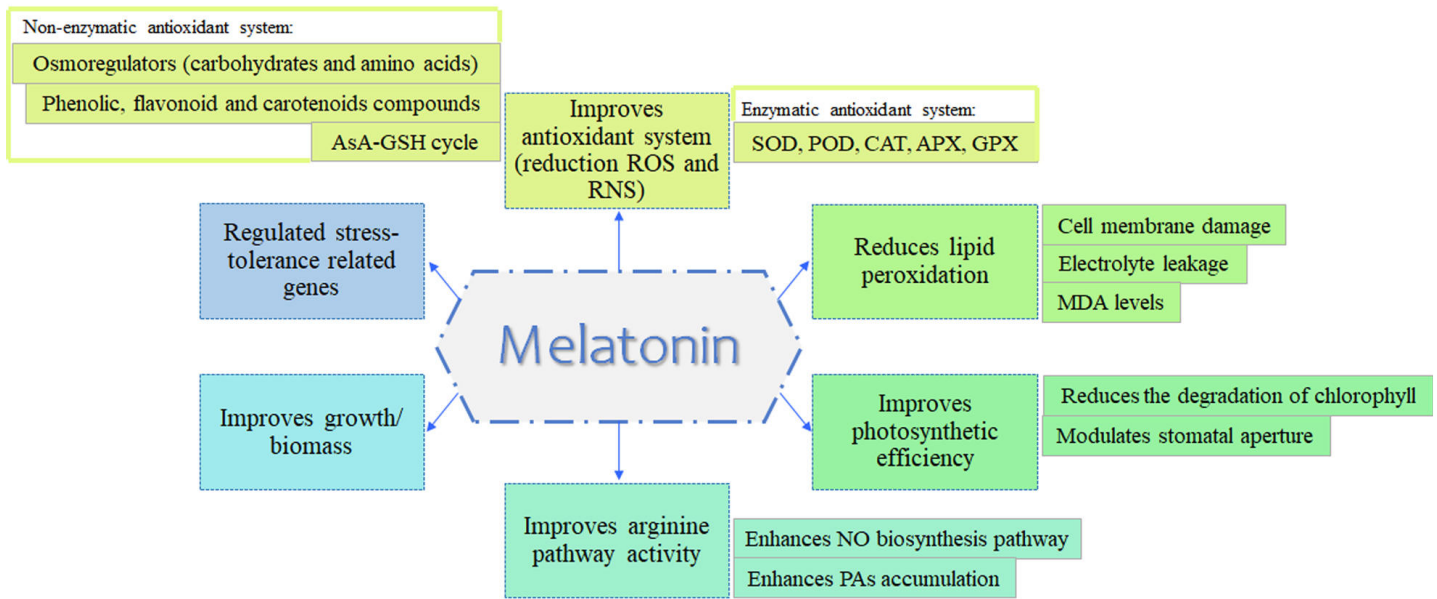 Non-enzymatic antioxidant system:
Osmoregulators (carbohydrates and amino acids)
Phenolic, flavonoid and carotenoids compounds
AsA-GSH cycle
Improves
antioxidant system
(reduction ROS and
RNS)
Enzymatic antioxidant system:
SOD, POD, CAT, APX, GPX
Regulated stress-
tolerance related
genes
Reduces lipid
peroxidation
Cell membrane damage
Electrolyte leakage
MDA levels
Melatonin
Improves growth/
biomass
Improves
photosynthetic
efficiency
Reduces the degradation of chlorophyll
Modulates stomatal aperture
Improves arginine
pathway activity
Enhances NO biosynthesis pathway
Enhances PAs accumulation